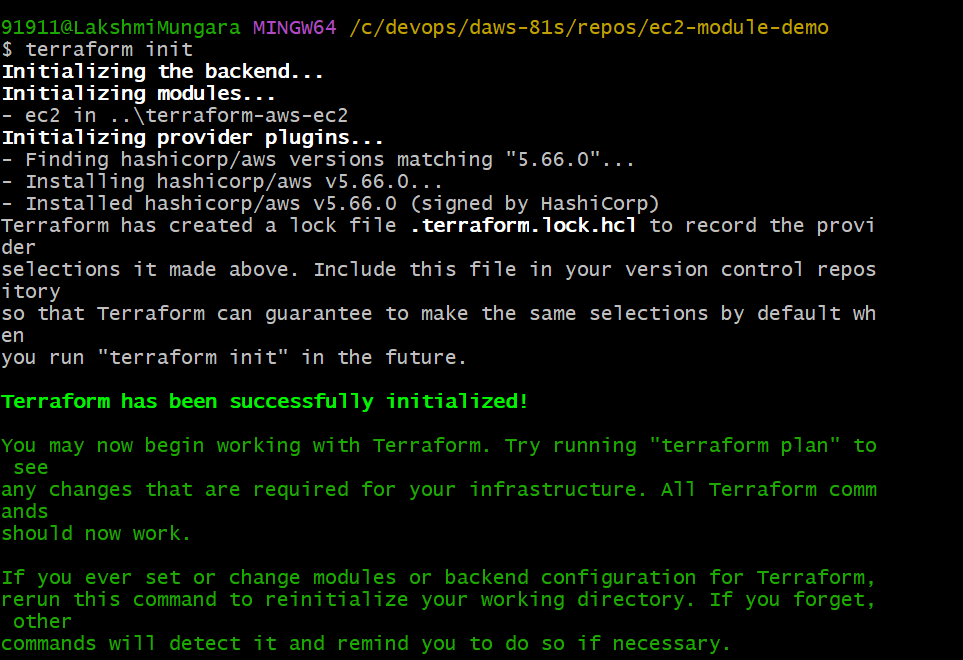 91911@LakshmiMungara MINGW64 /c/devops/daws-81s/repos/ec2-module-demo
$ terraform init
Initializing the backend...
Initializing modules...
- ec2 in ..\terraform-aws-ec2
Initializing provider plugins...
- Finding hashicorp/aws versions matching "5.66.0"...
- Installing hashicorp/aws v5.66.0...
- Installed hashicorp/aws v5.66.0 (signed by HashiCorp)
Terraform has created a lock file .terraform.lock.hcl to record the provi
der
selections it made above. Include this file in your version control repos
itory
so that Terraform can guarantee to make the same selections by default wh
en
you run "terraform init" in the future.
Terraform has been successfully initialized!
You may now begin working with Terraform. Try running "terraform plan" to
see
any changes that are required for your infrastructure. All Terraform comm
ands
should now work.
If you ever set or change modules or backend configuration for Terraform,
rerun this command to reinitialize your working directory. If you forget,
other
commands will detect it and remind you to do so if necessary.